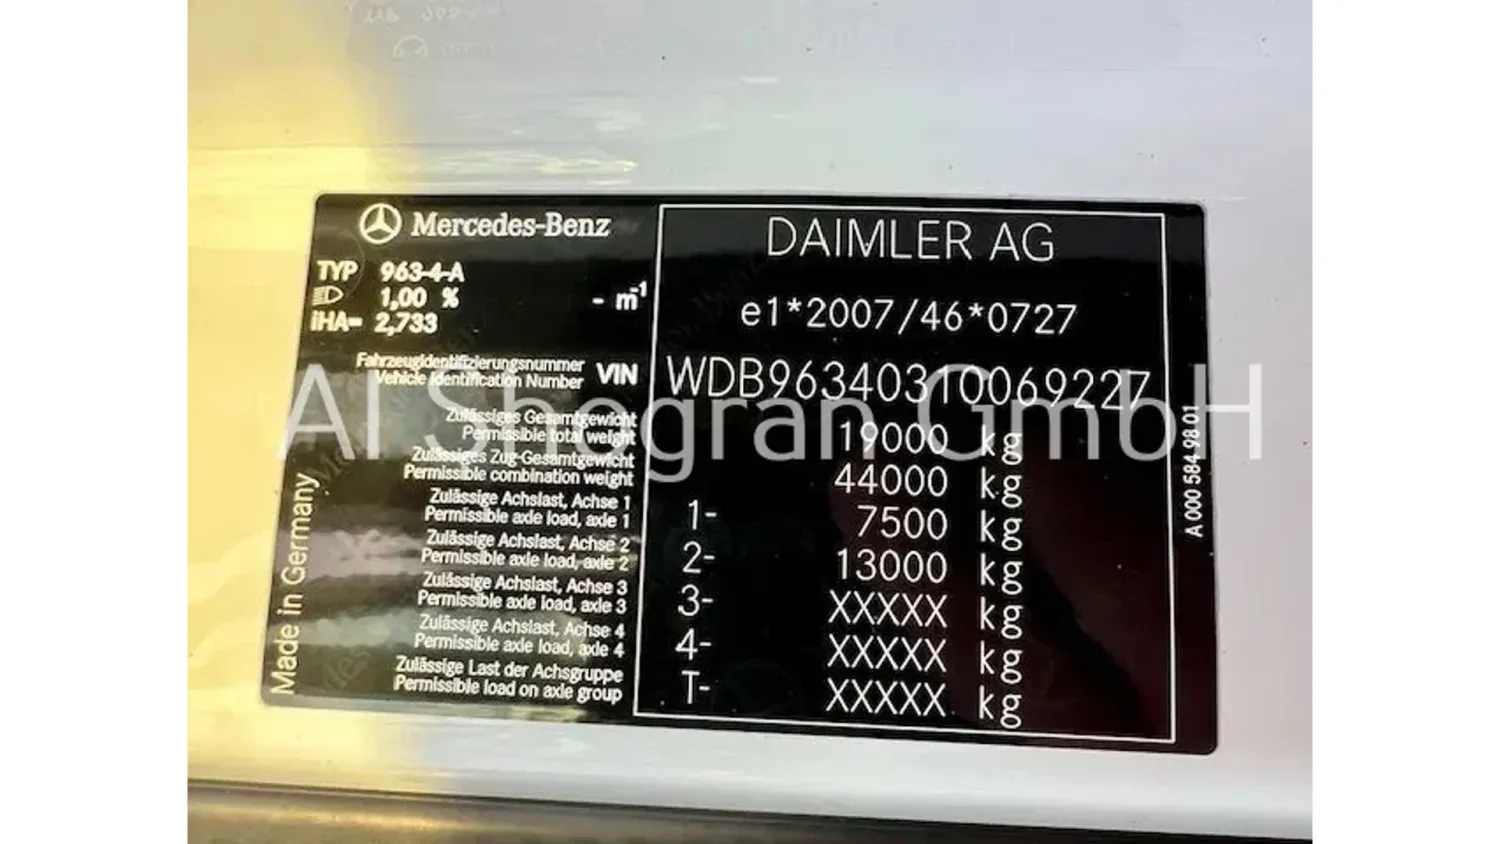 Mercedes-Benz
TYP 963-4-A
1,00 % - m-1
iHA= 2,733
Fahrzeugidentifizierungsnummer
Vehicle Identification Number VIN
Zulässiges Gesamtgewicht
Permissible total weight
Zulässiges Zug-Gesamtgewicht
Permissible combination weight
Zulässige Achslast, Achse 1
Permissible axle load, axle 1
Zulässige Achslast, Achse 2
Permissible axle load, axle 2
Zulässige Achslast, Achse 3
Permissible axle load, axle 3
Zulässige Achslast, Achse 4
Permissible axle load, axle 4
Zulässige Last der Achsgruppe
Permissible load on axle group
Made in Germany
DAIMLER AG
e1*2007/46*0727
WDB96340310069227
19000 kg
44000 kg
1- 7500 kg
2- 13000 kg
3- XXXXX kg
4- XXXXX kg
T- XXXXX kg
A 000 584 98 01
Al Shogran GmbH